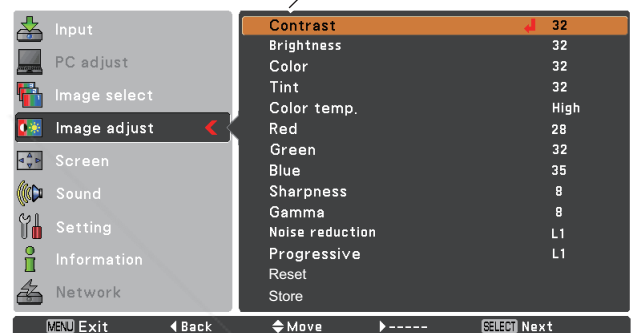 Input
PC adjust
Image select
Image adjust
Screen
Sound
Setting
Information
Network
Contrast 32
Brightness 32
Color 32
Tint 32
Color temp. High
Red 28
Green 32
Blue 35
Sharpness 8
Gamma 8
Noise reduction L1
Progressive L1
Reset
Store
MENU Exit Back Move ----- SELECT Next